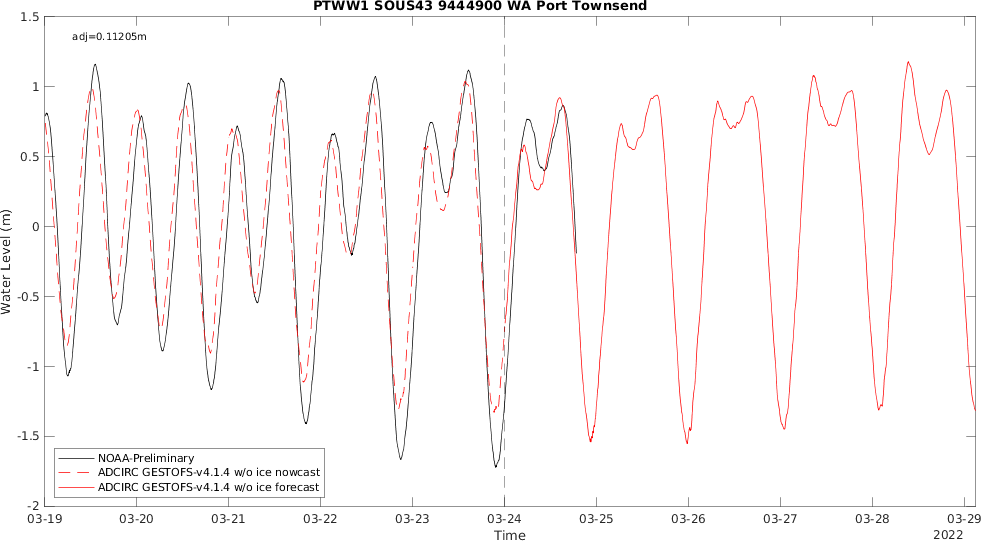 PTWW1 SOUS43 9444900 WA Port Townsend
adj=0.11205m
1.5
1
0.5
0
-0.5
-1
-1.5
-2
Water Level (m)
NOAA-Preliminary
ADCIRC GESTOFS-v4.1.4 w/o ice nowcast
ADCIRC GESTOFS-v4.1.4 w/o ice forecast
03-19 03-20 03-21 03-22 03-23 03-24 03-25 03-26 03-27 03-28 03-29
Time
2022